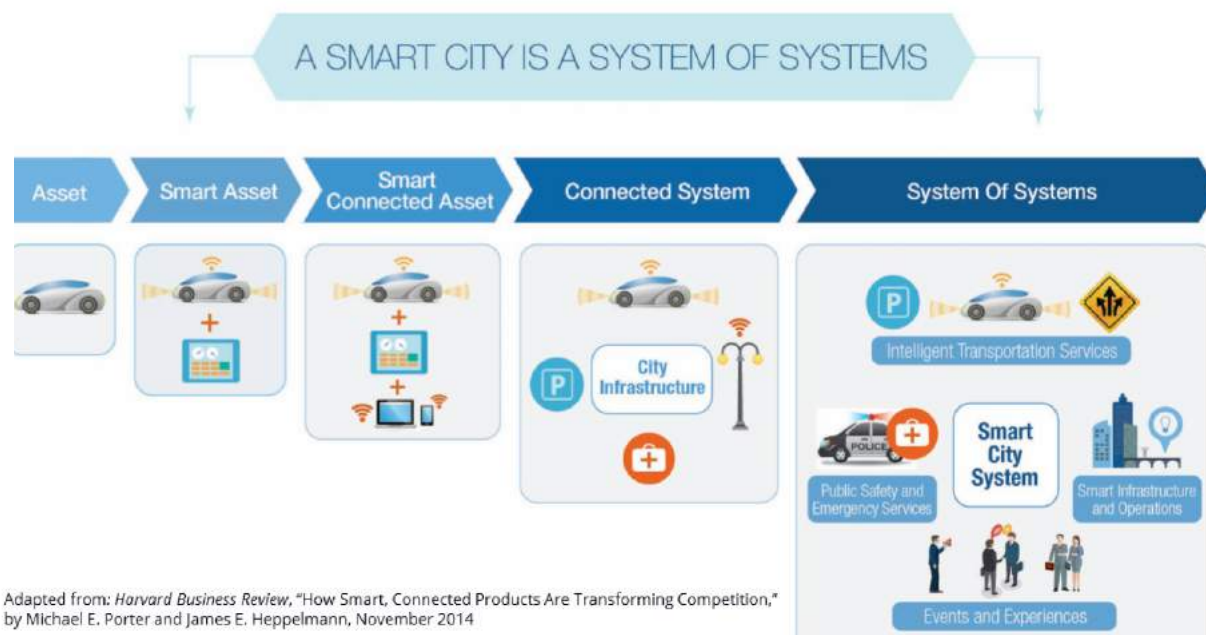 A SMART CITY IS A SYSTEM OF SYSTEMS
Asset
Smart Asset
Smart
Connected Asset
Connected System
System Of Systems
P
City
Infrastructure
P
Intelligent Transportation Services
POLICE
Smart
City
System
Public Safety and
Emergency Services
Smart Infrastructure
and Operations
Events and Experiences
Adapted from: Harvard Business Review, “How Smart, Connected Products Are Transforming Competition,”
by Michael E. Porter and James E. Heppelmann, November 2014